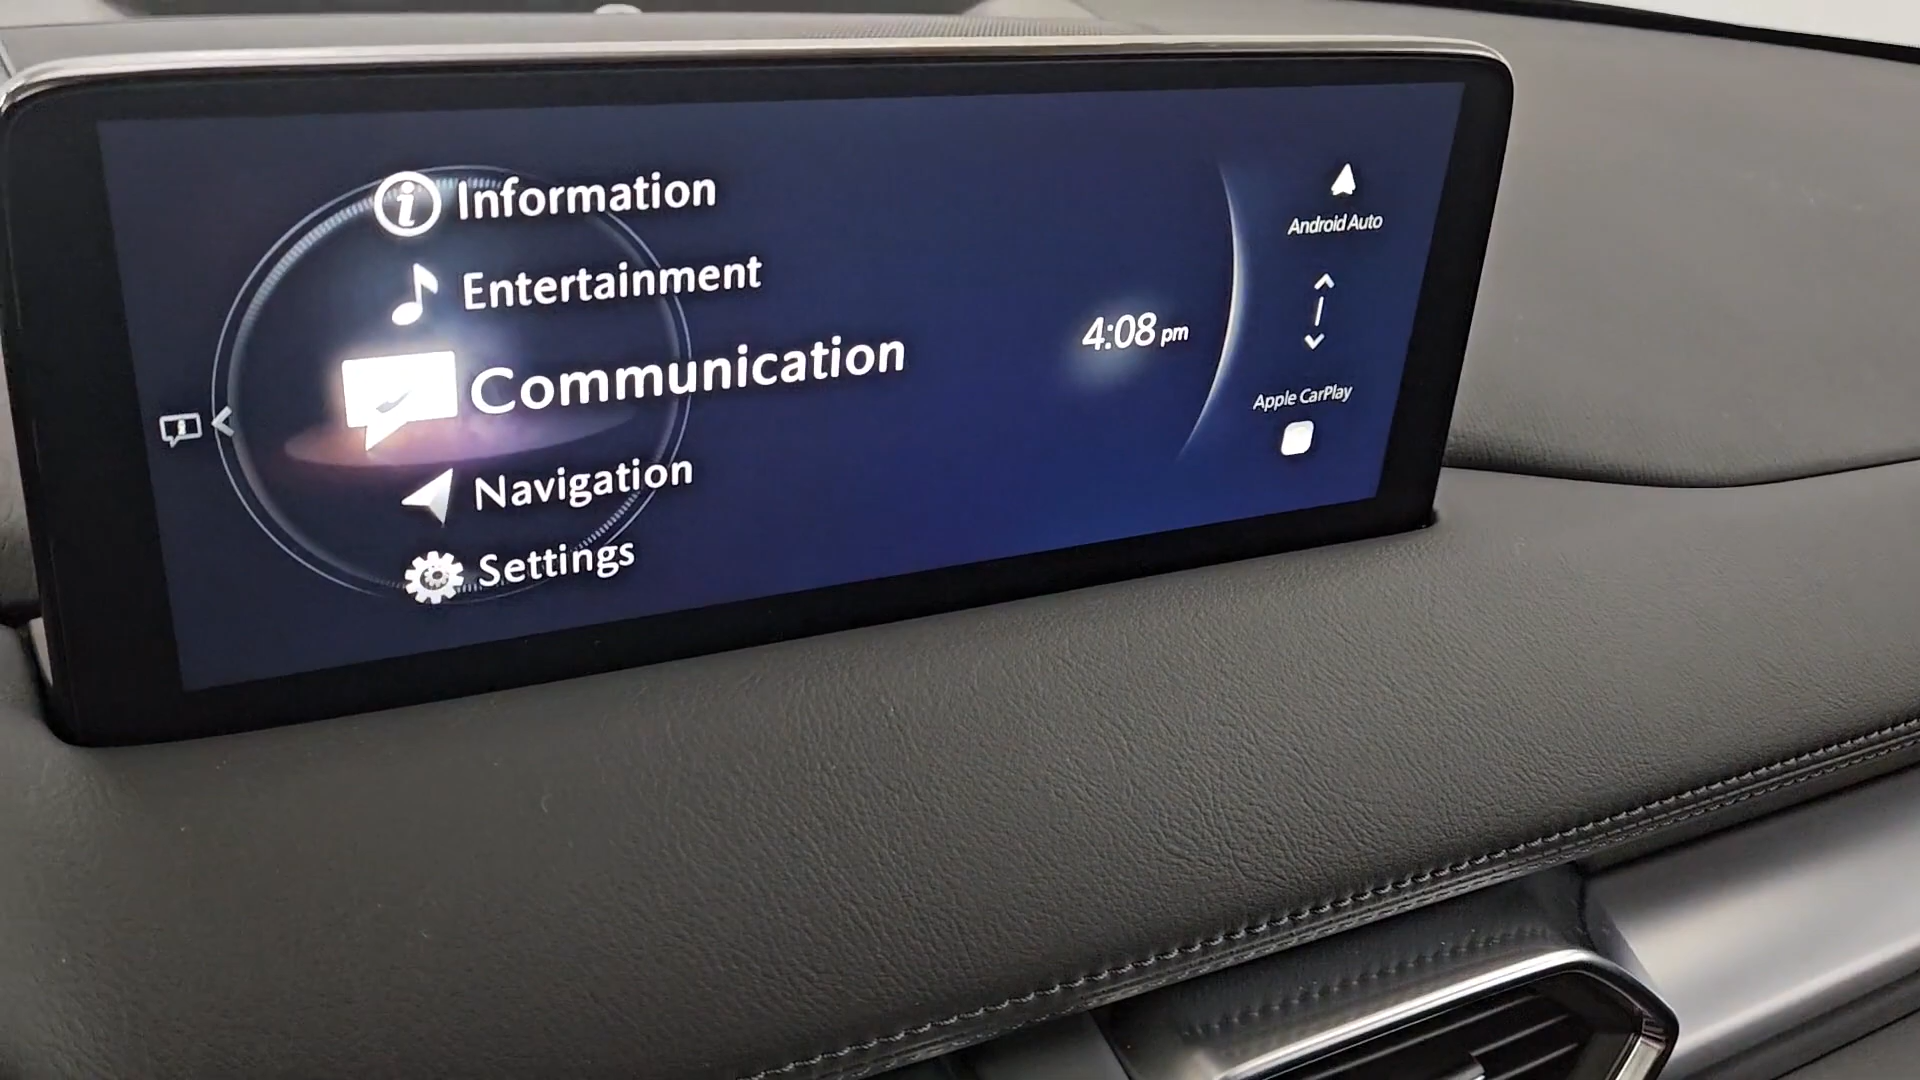 Information
Entertainment
Communication
Navigation
Settings
4:08 pm
Android Auto
Apple CarPlay